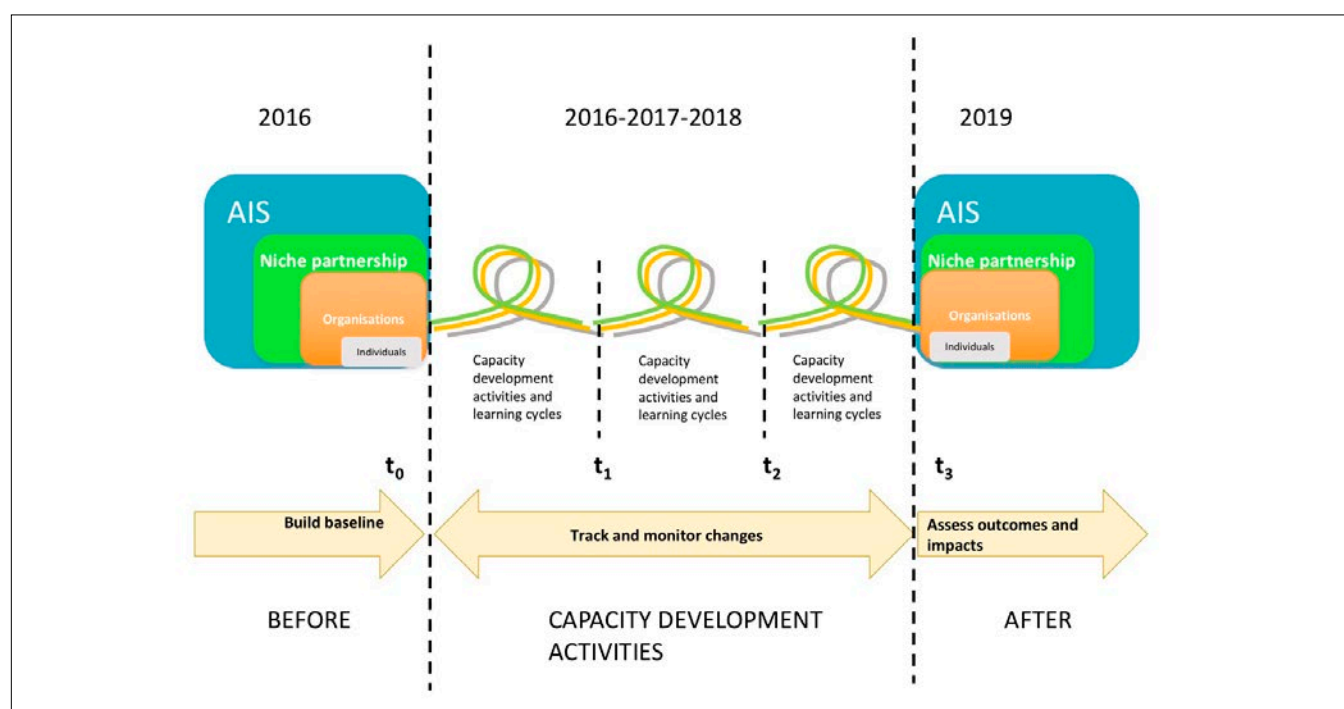 2016
2016-2017-2018
2019
AIS
Niche partnership
Organisations
Individuals
Capacity
development
activities and
learning cycles
Capacity
development
activities and
learning cycles
Capacity
development
activities and
learning cycles
AIS
Niche partnership
Organisations
Individuals
t0
t1
t2
t3
Build baseline
Track and monitor changes
Assess outcomes and
impacts
BEFORE
CAPACITY DEVELOPMENT
ACTIVITIES
AFTER